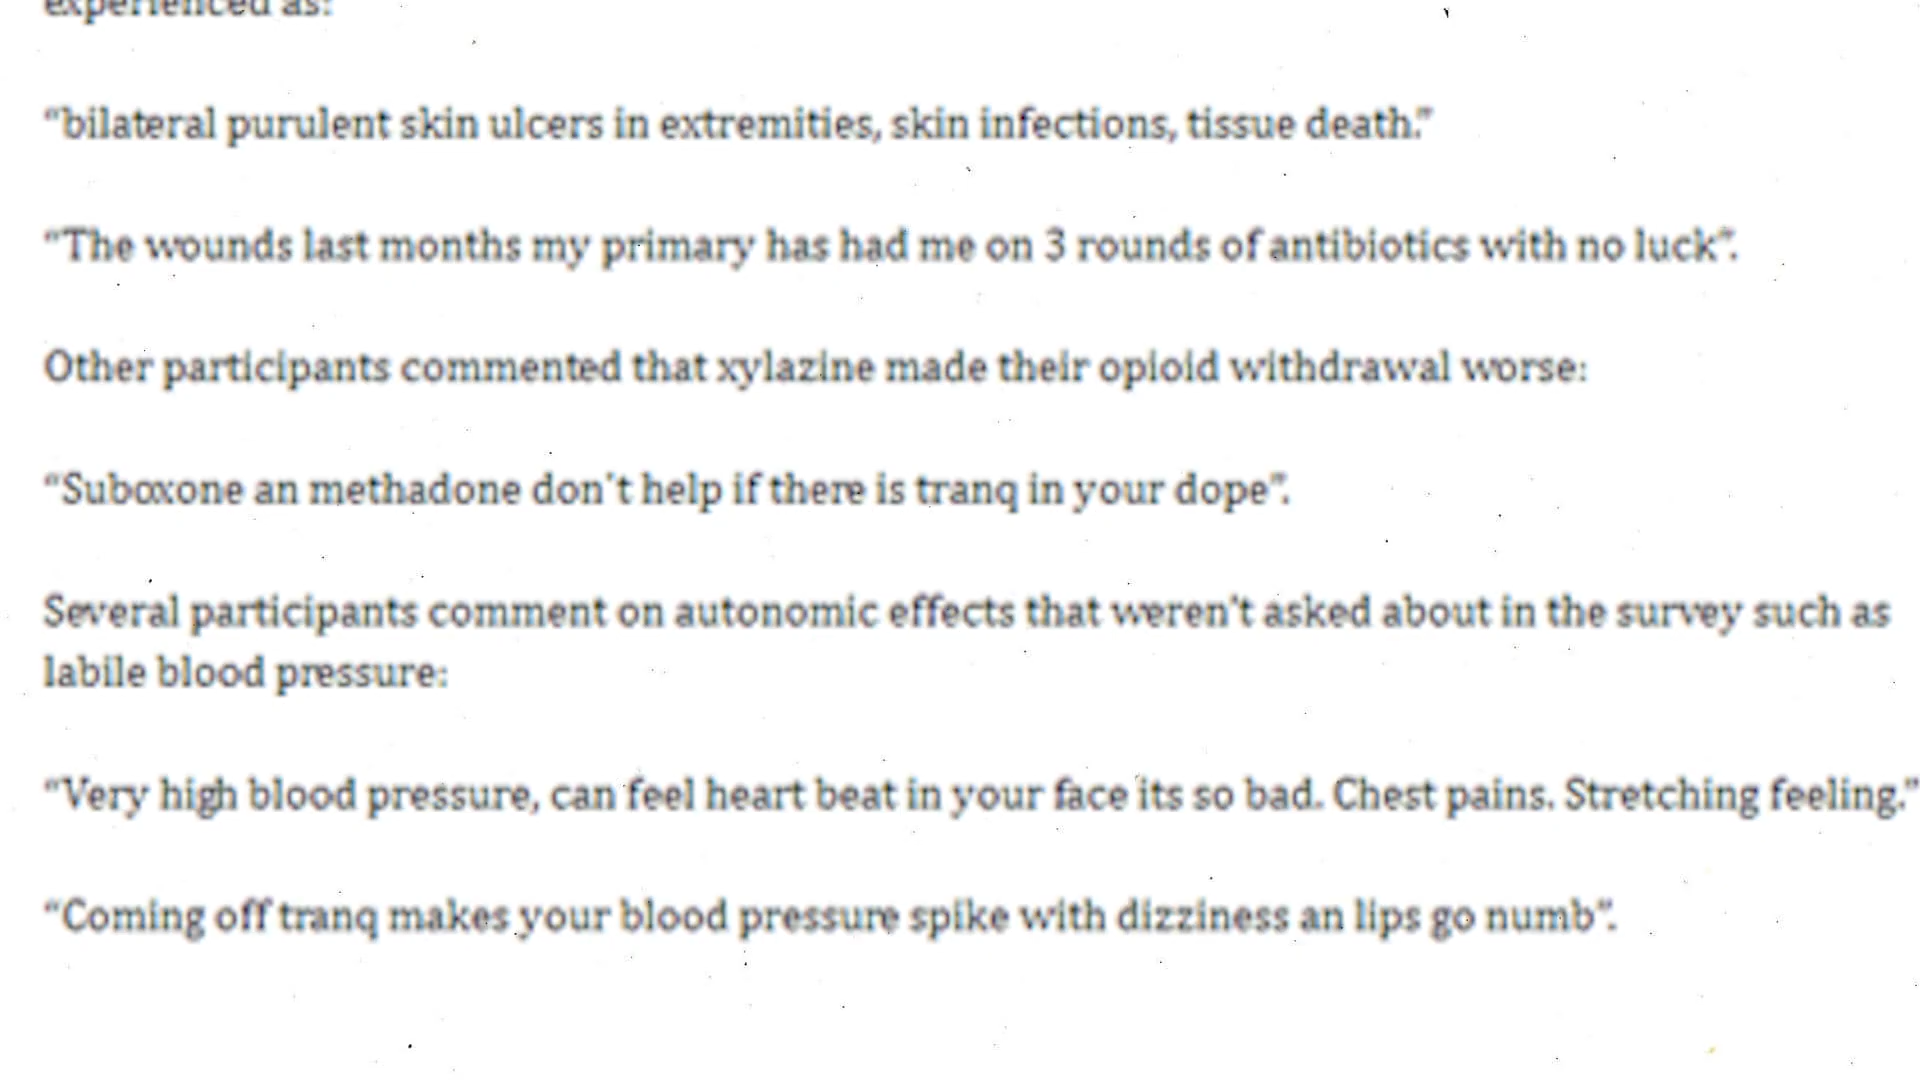 experienced as:
“bilateral purulent skin ulcers in extremities, skin infections, tissue death.”
“The wounds last months my primary has had me on 3 rounds of antibiotics with no luck”.
Other participants commented that xylazine made their opioid withdrawal worse:
“Suboxone an methadone don't help if there is tranq in your dope”.
Several participants comment on autonomic effects that weren't asked about in the survey such as
labile blood pressure:
“Very high blood pressure, can feel heart beat in your face its so bad. Chest pains. Stretching feeling.”
“Coming off tranq makes your blood pressure spike with dizziness an lips go numb”.